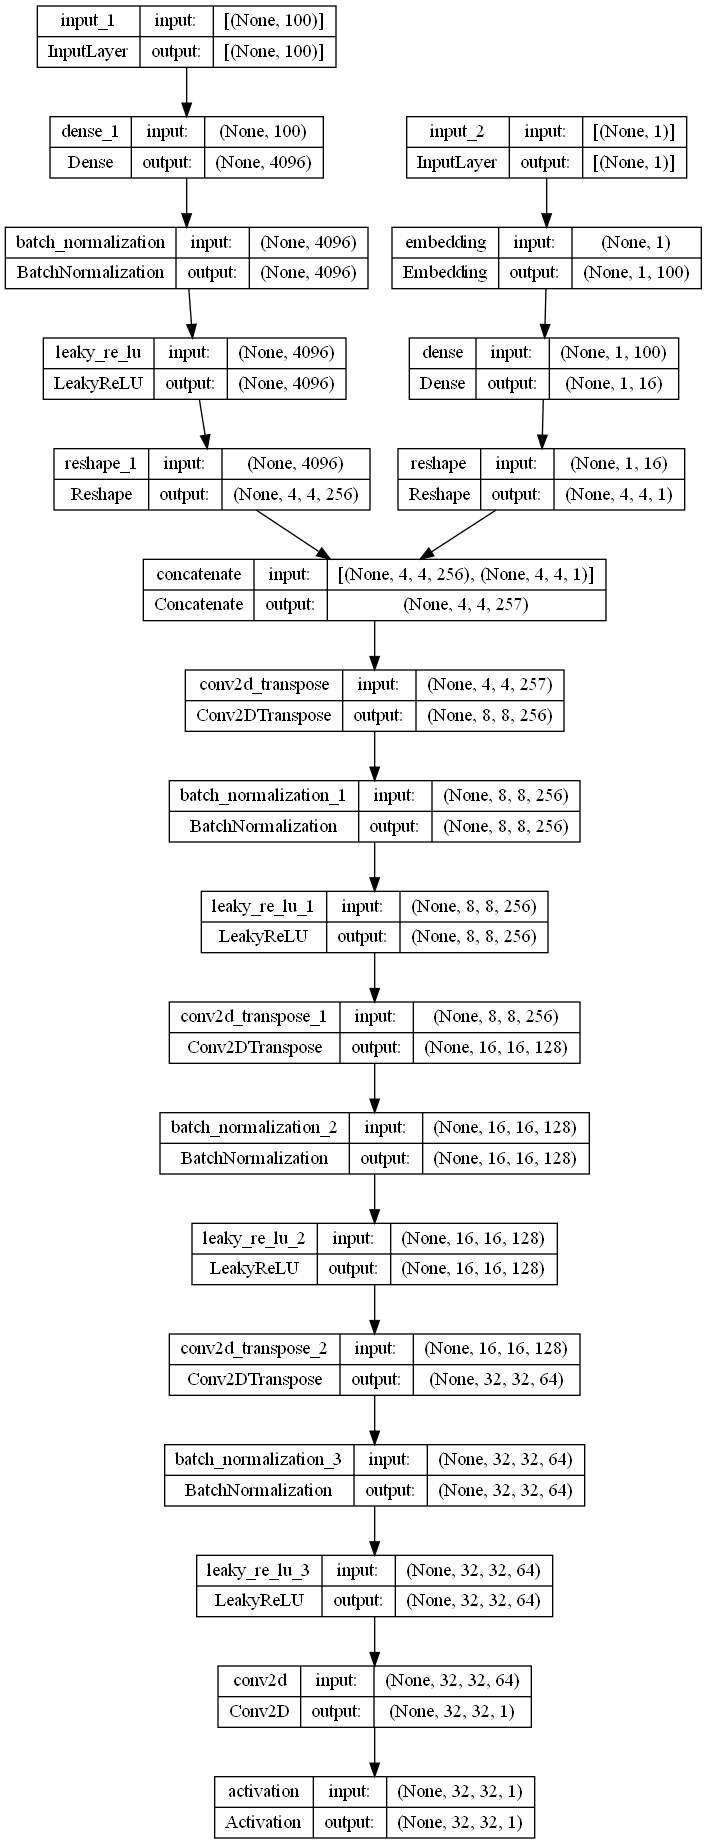 input_1 input: [(None, 100)]
InputLayer output: [(None, 100)]
dense_1 input: (None, 100)
Dense output: (None, 4096)
input_2 input: [(None, 1)]
InputLayer output: [(None, 1)]
batch_normalization input: (None, 4096)
BatchNormalization output: (None, 4096)
embedding input: (None, 1)
Embedding output: (None, 1, 100)
leaky_re_lu input: (None, 4096)
LeakyReLU output: (None, 4096)
dense input: (None, 1, 100)
Dense output: (None, 1, 16)
reshape_1 input: (None, 4096)
Reshape output: (None, 4, 4, 256)
reshape input: (None, 1, 16)
Reshape output: (None, 4, 4, 1)
concatenate input: [(None, 4, 4, 256), (None, 4, 4, 1)]
Concatenate output: (None, 4, 4, 257)
conv2d_transpose input: (None, 4, 4, 257)
Conv2DTranspose output: (None, 8, 8, 256)
batch_normalization_1 input: (None, 8, 8, 256)
BatchNormalization output: (None, 8, 8, 256)
leaky_re_lu_1 input: (None, 8, 8, 256)
LeakyReLU output: (None, 8, 8, 256)
conv2d_transpose_1 input: (None, 8, 8, 256)
Conv2DTranspose output: (None, 16, 16, 128)
batch_normalization_2 input: (None, 16, 16, 128)
BatchNormalization output: (None, 16, 16, 128)
leaky_re_lu_2 input: (None, 16, 16, 128)
LeakyReLU output: (None, 16, 16, 128)
conv2d_transpose_2 input: (None, 16, 16, 128)
Conv2DTranspose output: (None, 32, 32, 64)
batch_normalization_3 input: (None, 32, 32, 64)
BatchNormalization output: (None, 32, 32, 64)
leaky_re_lu_3 input: (None, 32, 32, 64)
LeakyReLU output: (None, 32, 32, 64)
conv2d input: (None, 32, 32, 64)
Conv2D output: (None, 32, 32, 1)
activation input: (None, 32, 32, 1)
Activation output: (None, 32, 32, 1)